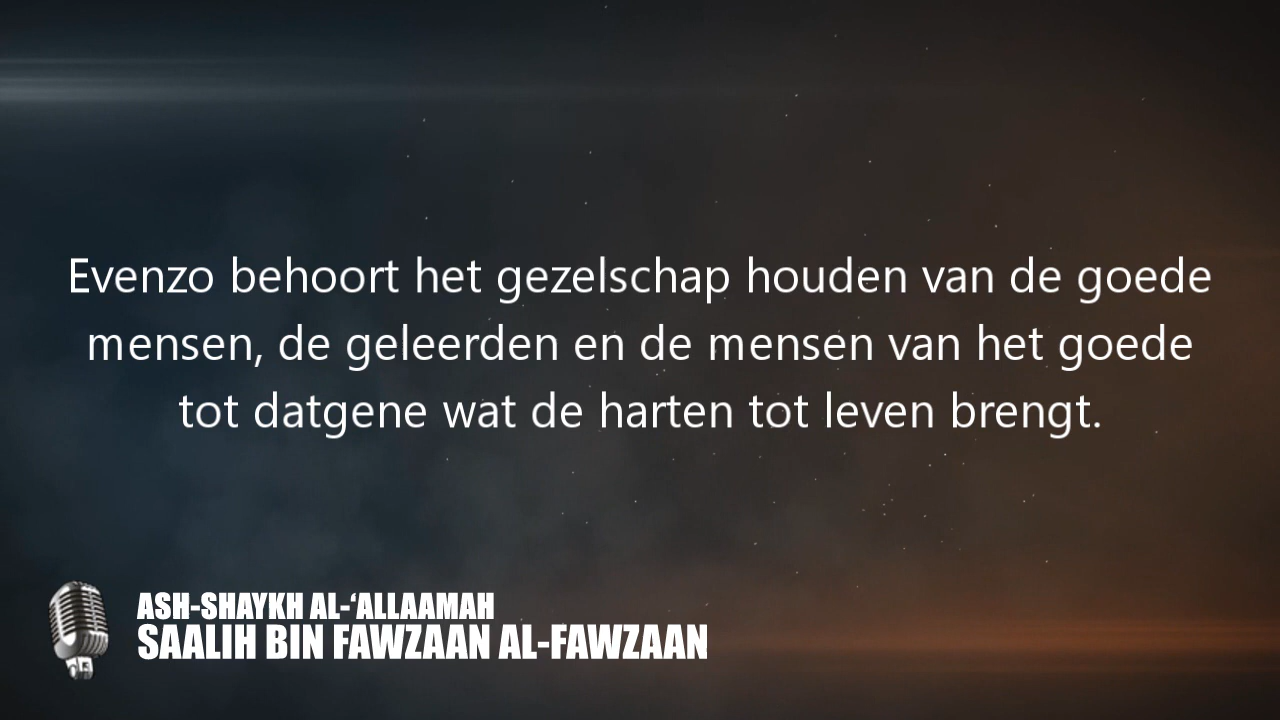 Evenzo behoort het gezelschap houden van de goede
mensen, de geleerden en de mensen van het goede
tot datgene wat de harten tot leven brengt.
ASH-SHAYKH AL-‘ALLAAMAH
SAALIH BIN FAWZAAN AL-FAWZAAN